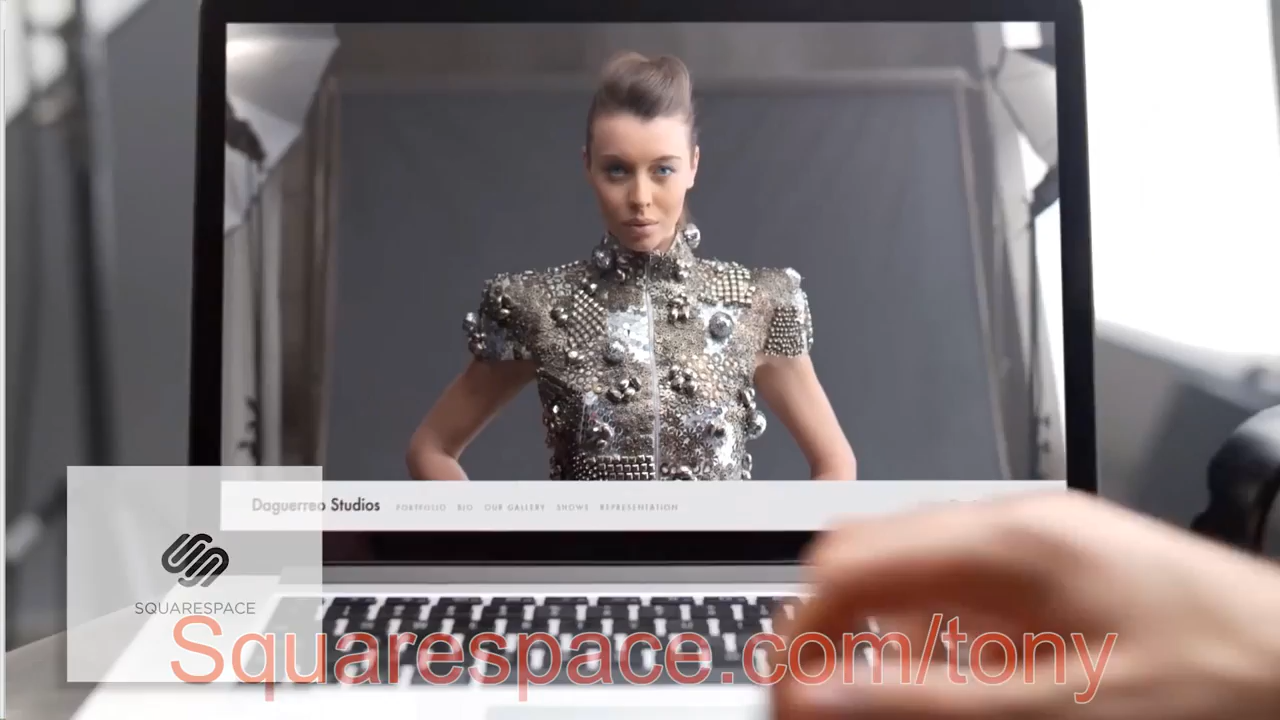 Daguerreo Studios PORTFOLIO BIO OUR GALLERY SHOWS REPRESENTATION
SQUARESPACE
Squarespace.com/tony